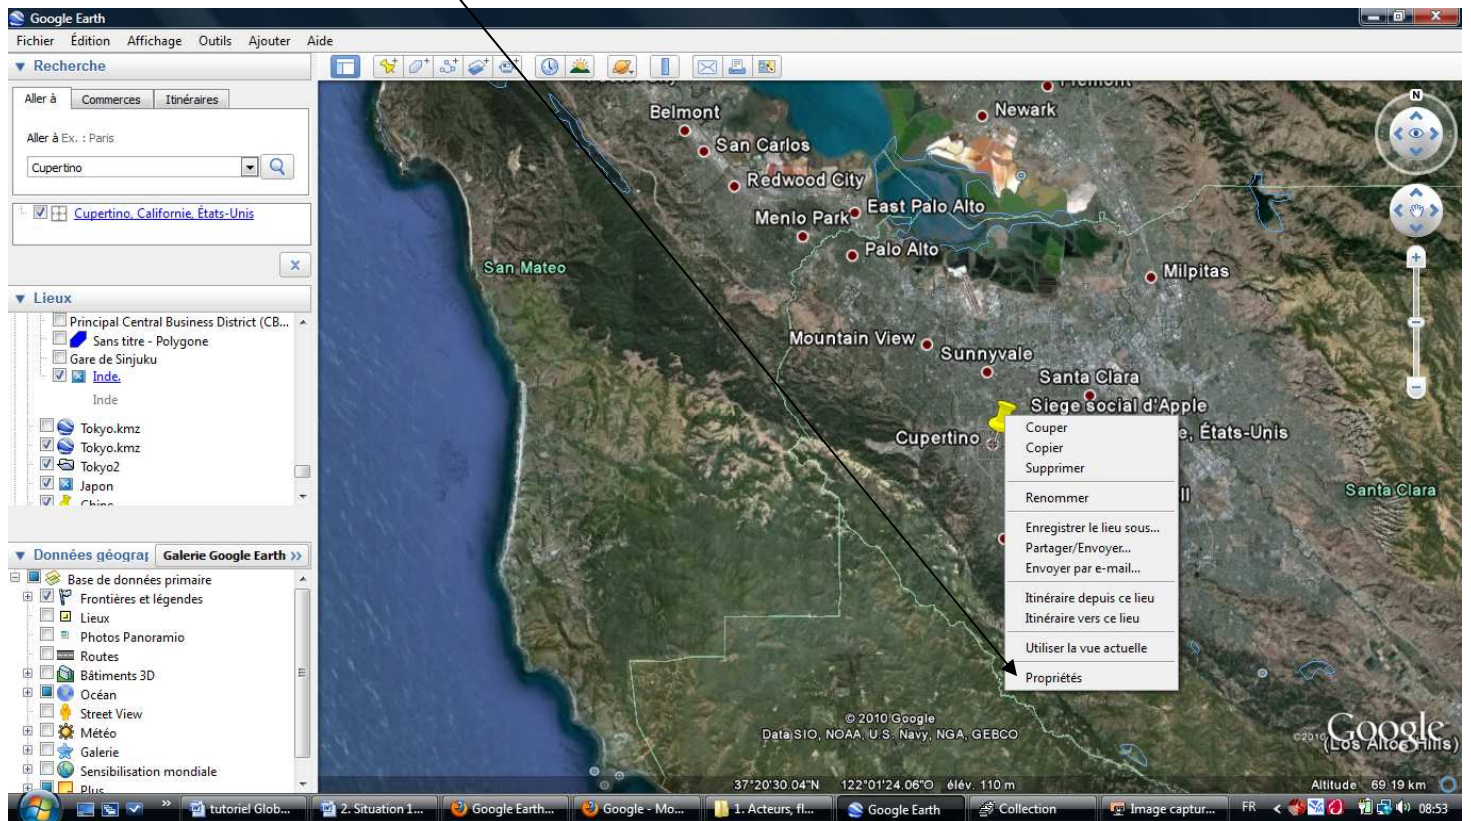 Google Earth
Fichier Édition Affichage Outils Ajouter Aide
Recherche
Aller à Commerces Itinéraires
Aller à Ex. : Paris
Cupertino
Cupertino, Californie, États-Unis
Lieux
Principal Central Business District (CB...
Sans titre - Polygone
Gare de Sinjuku
Inde.
Inde
Tokyo.kmz
Tokyo.kmz
Tokyo2
Japon
Chine
Données géograp
Galerie Google Earth >>
Base de données primaire
Frontières et légendes
Lieux
Photos Panoramio
Routes
Bâtiments 3D
Océan
Street View
Météo
Galerie
Sensibilisation mondiale
Plus
Fremont
Belmont
Newark
San Carlos
Redwood City
East Palo Alto
Menlo Park
Palo Alto
San Mateo
Milpitas
Mountain View
Sunnyvale
Santa Clara
Siege social d'Apple
Cupertino
e, États-Unis
ll
Santa Clara
N
Couper
Copier
Supprimer
Renommer
Enregistrer le lieu sous...
Partager/Envoyer...
Envoyer par e-mail...
Itinéraire depuis ce lieu
Itinéraire vers ce lieu
Utiliser la vue actuelle
Propriétés
© 2010 Google
Data SIO, NOAA, U.S. Navy, NGA, GEBCO
©2010 Google
(Los Altos Hills)
37°20'30.04"N 122°01'24.06"O élév. 110 m
Altitude 69.19 km
tutoriel Glob...
2. Situation 1...
Google Earth...
Google - Mo...
1. Acteurs, fl...
Google Earth
Collection
Image captur...
FR
08:53